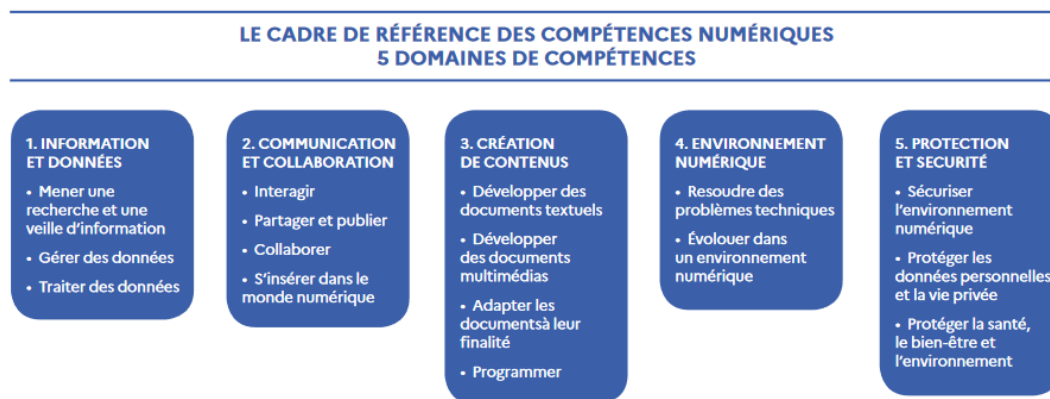 LE CADRE DE RÉFÉRENCE DES COMPÉTENCES NUMÉRIQUES
5 DOMAINES DE COMPÉTENCES
1. INFORMATION
ET DONNÉES
• Mener une
recherche et une
veille d'information
• Gérer des données
• Traiter des données
2. COMMUNICATION
ET COLLABORATION
• Interagir
• Partager et publier
• Collaborer
• S'insérer dans le
monde numérique
3. CRÉATION
DE CONTENUS
• Développer des
documents textuels
• Développer
des documents
multimédias
• Adapter les
documentsà leur
finalité
• Programmer
4. ENVIRONNEMENT
NUMÉRIQUE
• Resoudre des
problèmes techniques
• Évolouer dans
un environnement
numérique
5. PROTECTION
ET SECURITÉ
• Sécuriser
l'environnement
numérique
• Protéger les
données personnelles
et la vie privée
• Protéger la santé,
le bien-être et
l'environnement